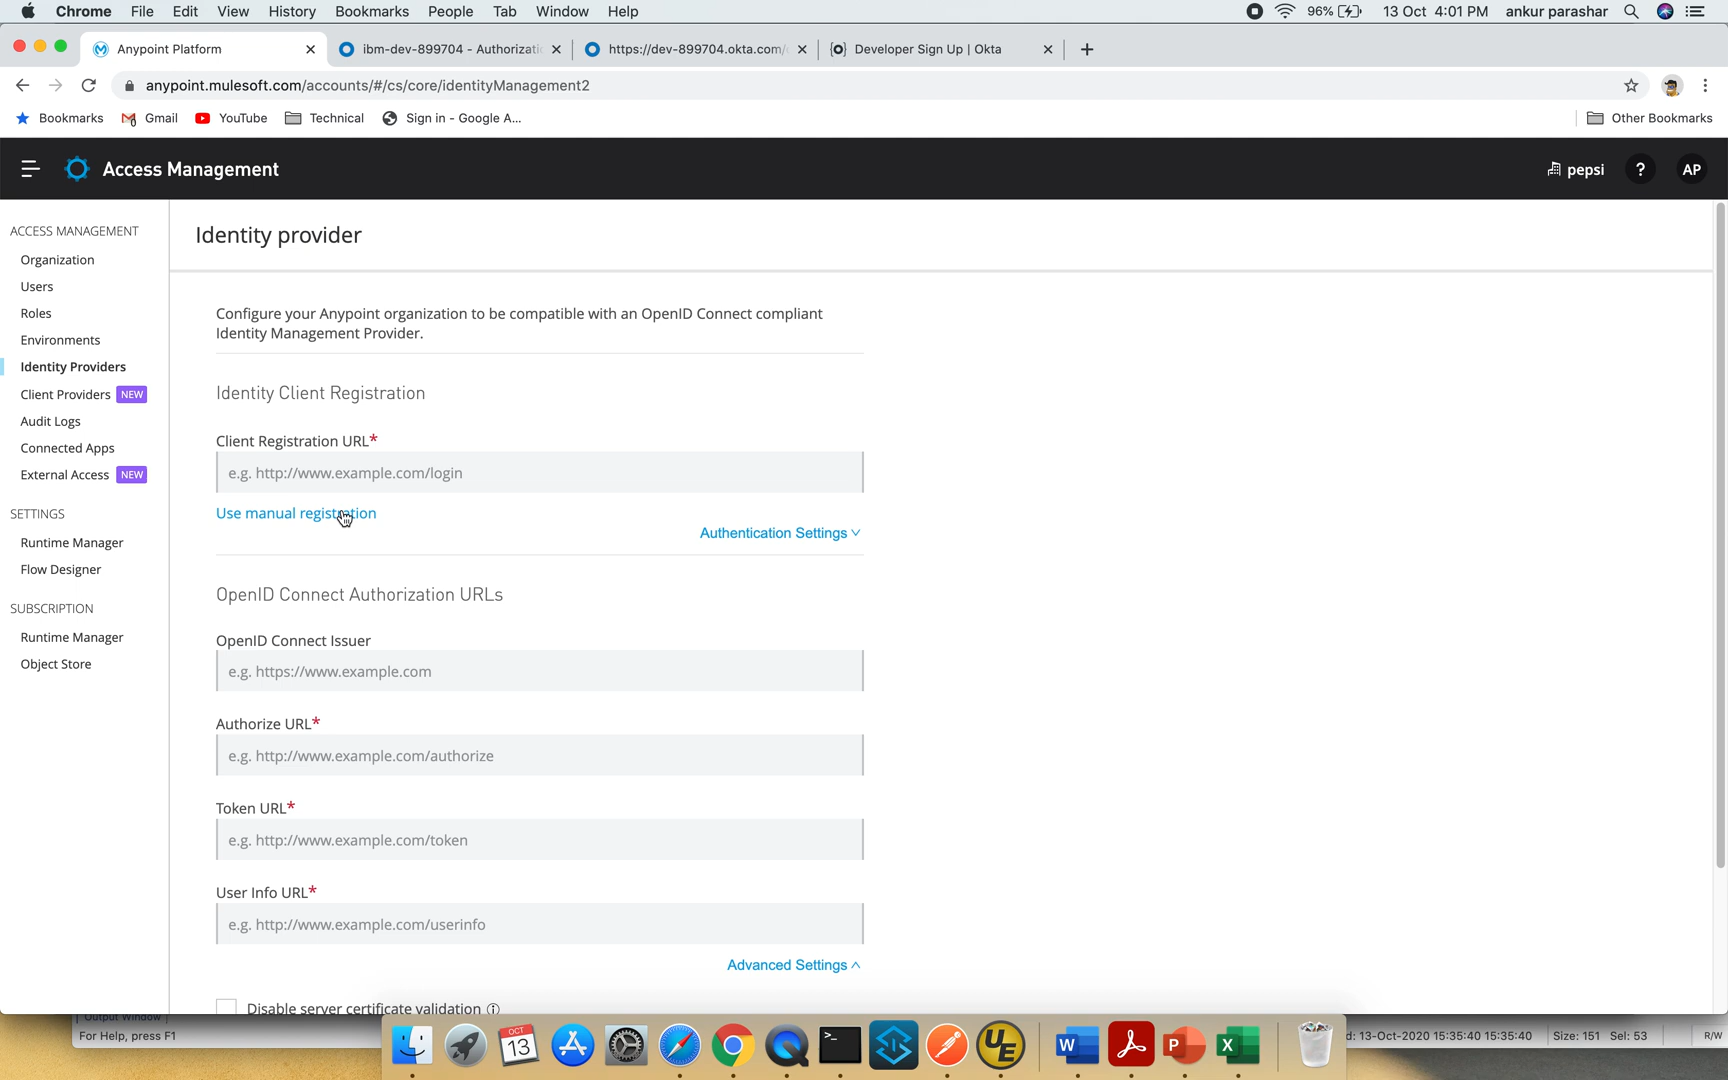 Chrome File Edit View History Bookmarks People Tab Window Help 96% 13 Oct 4:01 PM ankur parashar
Anypoint Platform
ibm-dev-899704 - Authorizati
https://dev-899704.okta.com/
Developer Sign Up | Okta
anypoint.mulesoft.com/accounts/#/cs/core/identityManagement2
Bookmarks Gmail YouTube Technical Sign in - Google A... Other Bookmarks
Access Management pepsi ? AP
ACCESS MANAGEMENT
Organization
Users
Roles
Environments
Identity Providers
Client Providers NEW
Audit Logs
Connected Apps
External Access NEW
SETTINGS
Runtime Manager
Flow Designer
SUBSCRIPTION
Runtime Manager
Object Store
Identity provider
Configure your Anypoint organization to be compatible with an OpenID Connect compliant
Identity Management Provider.
Identity Client Registration
Client Registration URL*
e.g. http://www.example.com/login
Use manual registration
Authentication Settings
OpenID Connect Authorization URLs
OpenID Connect Issuer
e.g. https://www.example.com
Authorize URL*
e.g. http://www.example.com/authorize
Token URL*
e.g. http://www.example.com/token
User Info URL*
e.g. http://www.example.com/userinfo
Advanced Settings
Disable server certificate validation
Output Window
For Help, press F1
OCT
13
UE
W
P
X
d: 13-Oct-2020 15:35:40 15:35:40 Size: 151 Sel: 53 R/W